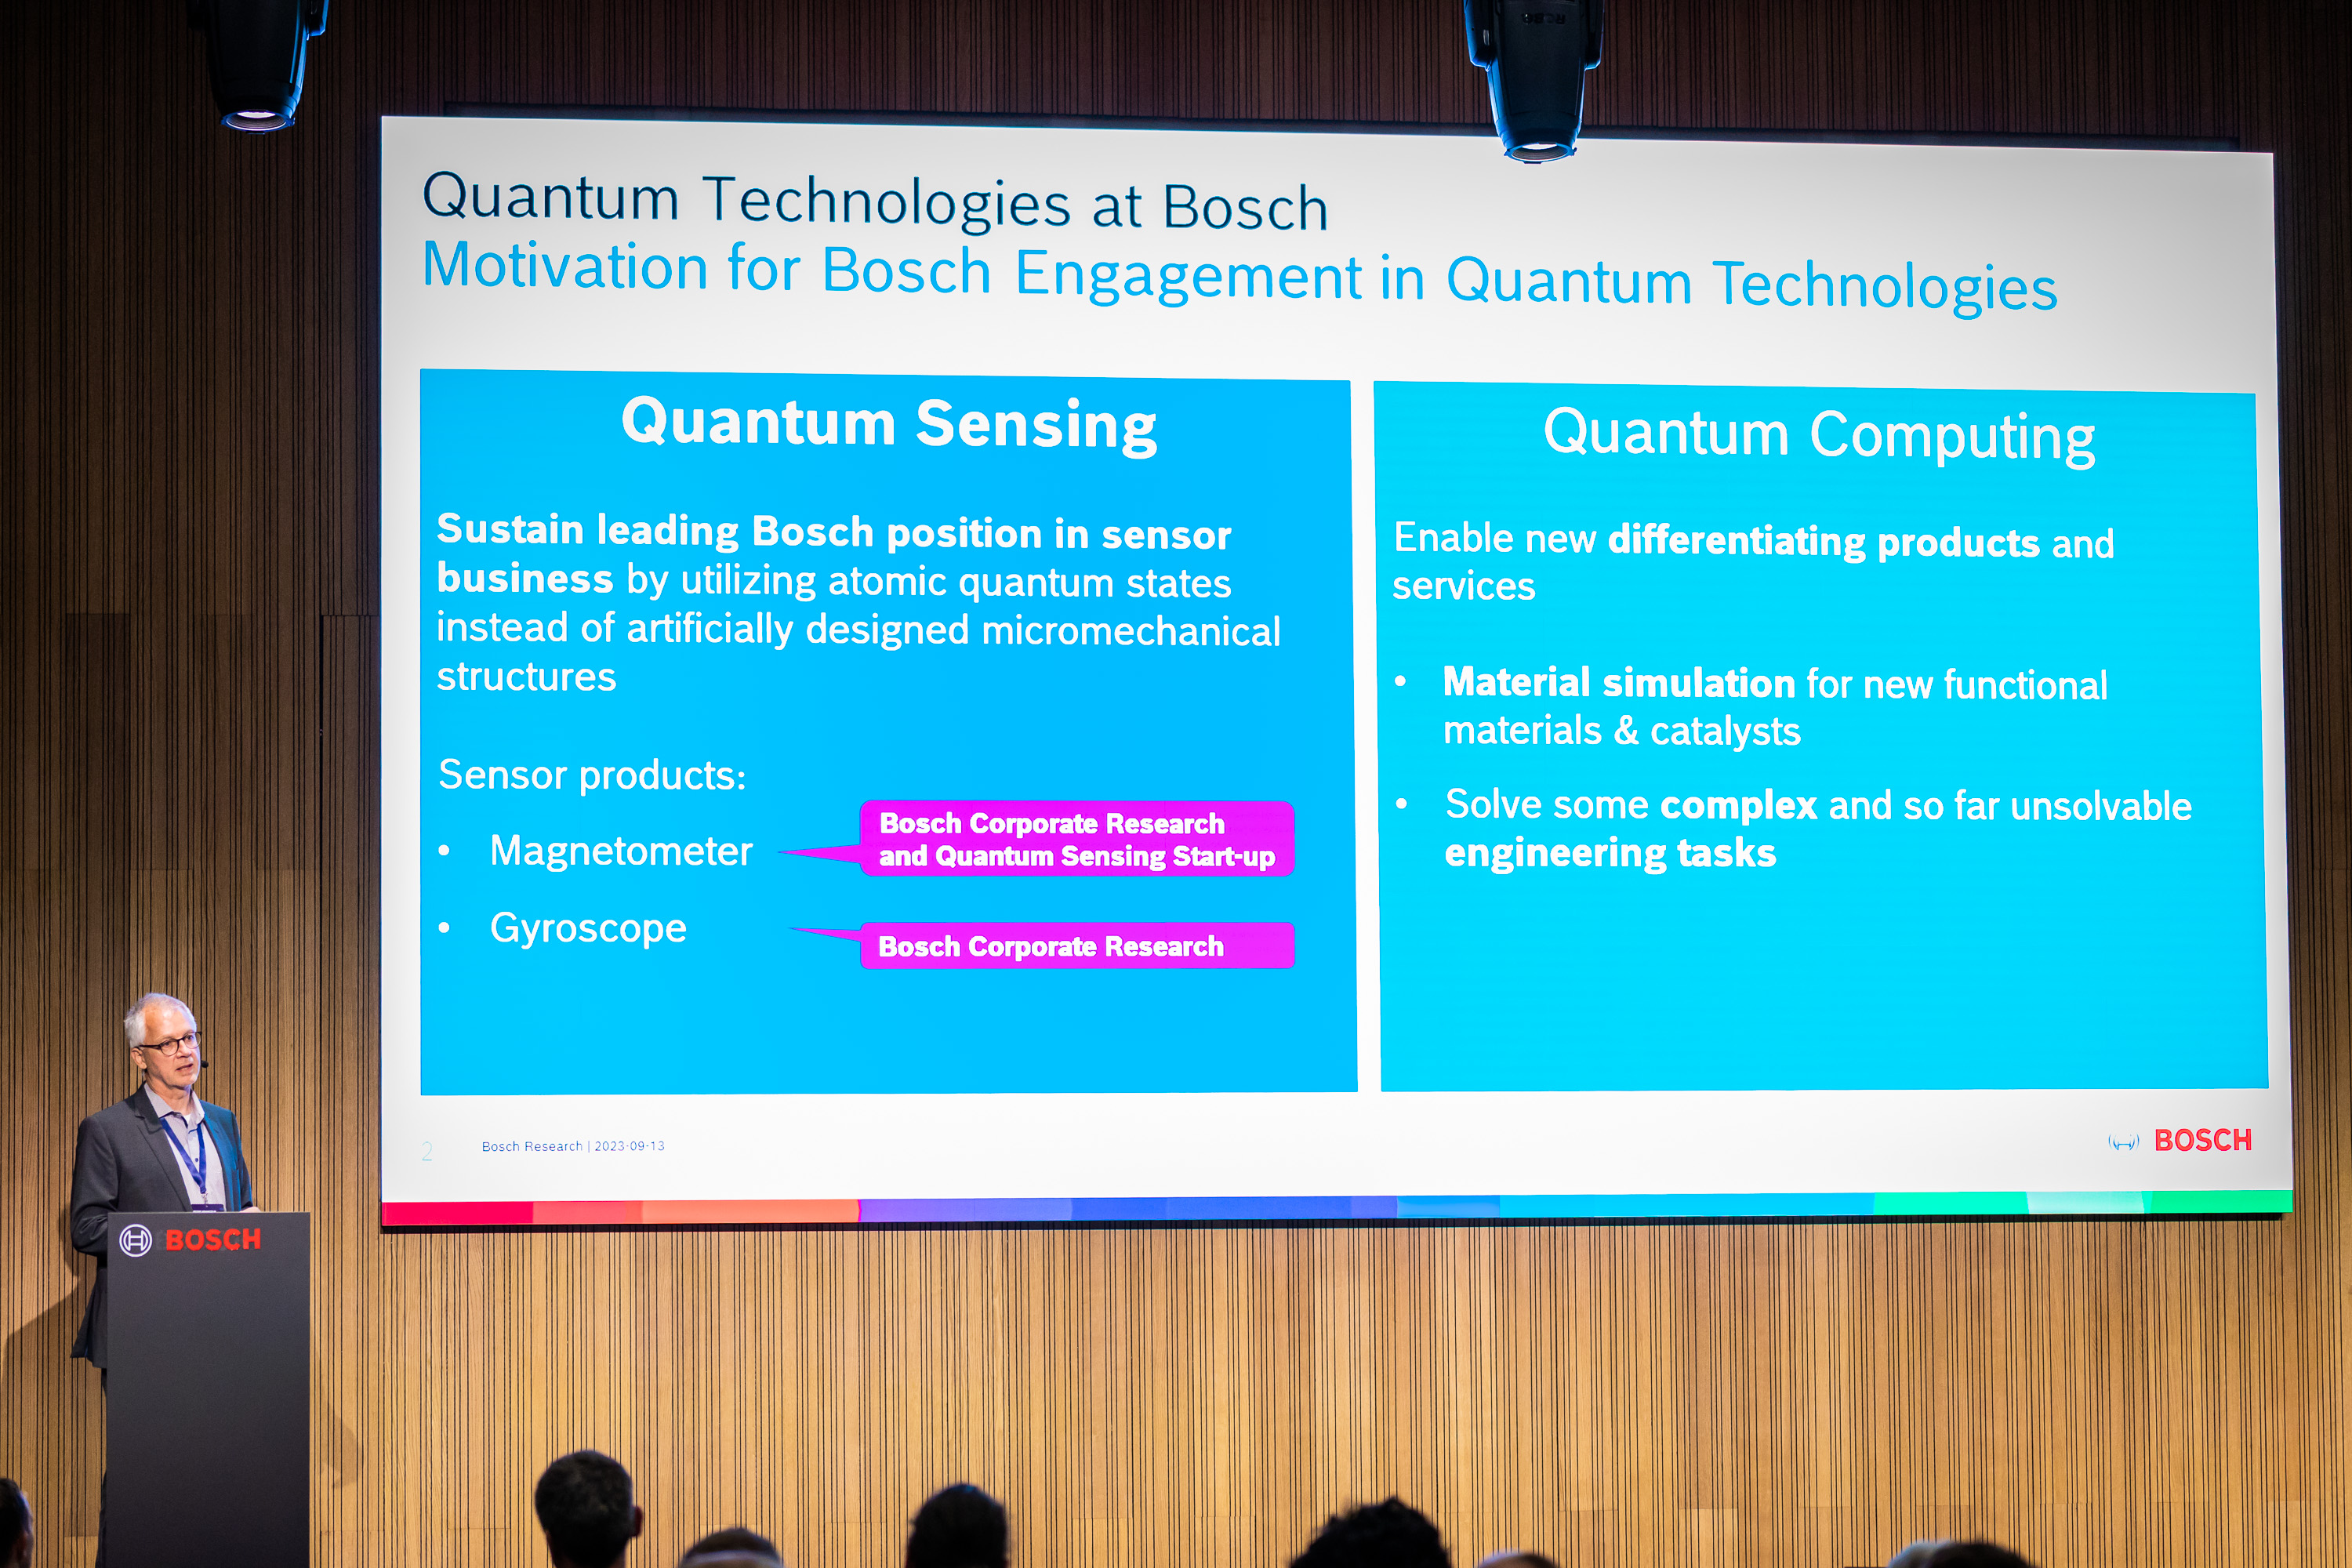 Quantum Technologies at Bosch
Motivation for Bosch Engagement in Quantum Technologies
Quantum Sensing
Sustain leading Bosch position in sensor
business by utilizing atomic quantum states
instead of artificially designed micromechanical
structures
Sensor products:
• Magnetometer
Bosch Corporate Research
and Quantum Sensing Start-up
• Gyroscope
Bosch Corporate Research
Quantum Computing
Enable new differentiating products and
services
• Material simulation for new functional
materials & catalysts
• Solve some complex and so far unsolvable
engineering tasks
2
Bosch Research | 2023-09-13
BOSCH
BOSCH